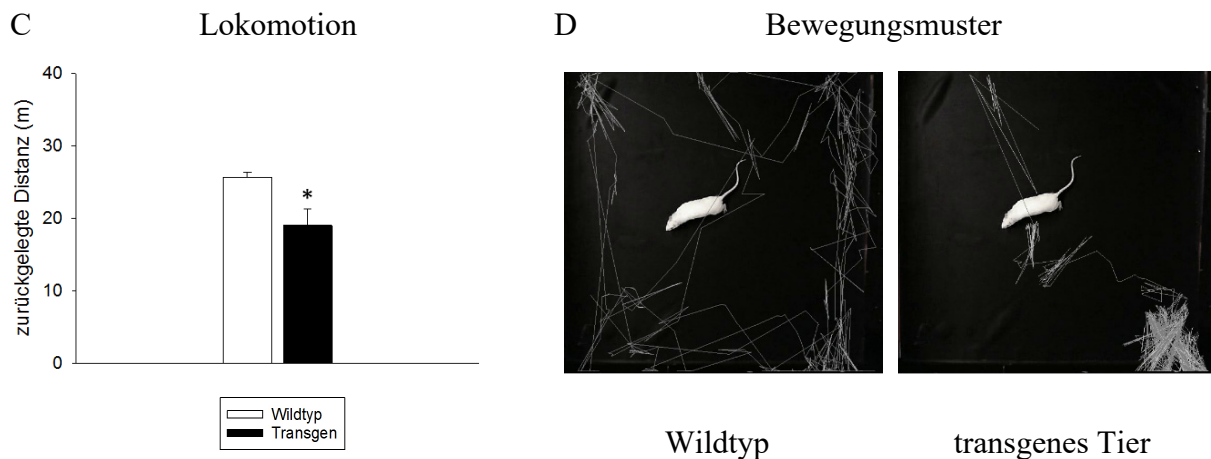 C
Lokomotion
zurückgelegte Distanz (m)
40
30
20
10
0
*
Wildtyp
Transgen
D
Bewegungsmuster
Wildtyp
transgenes Tier